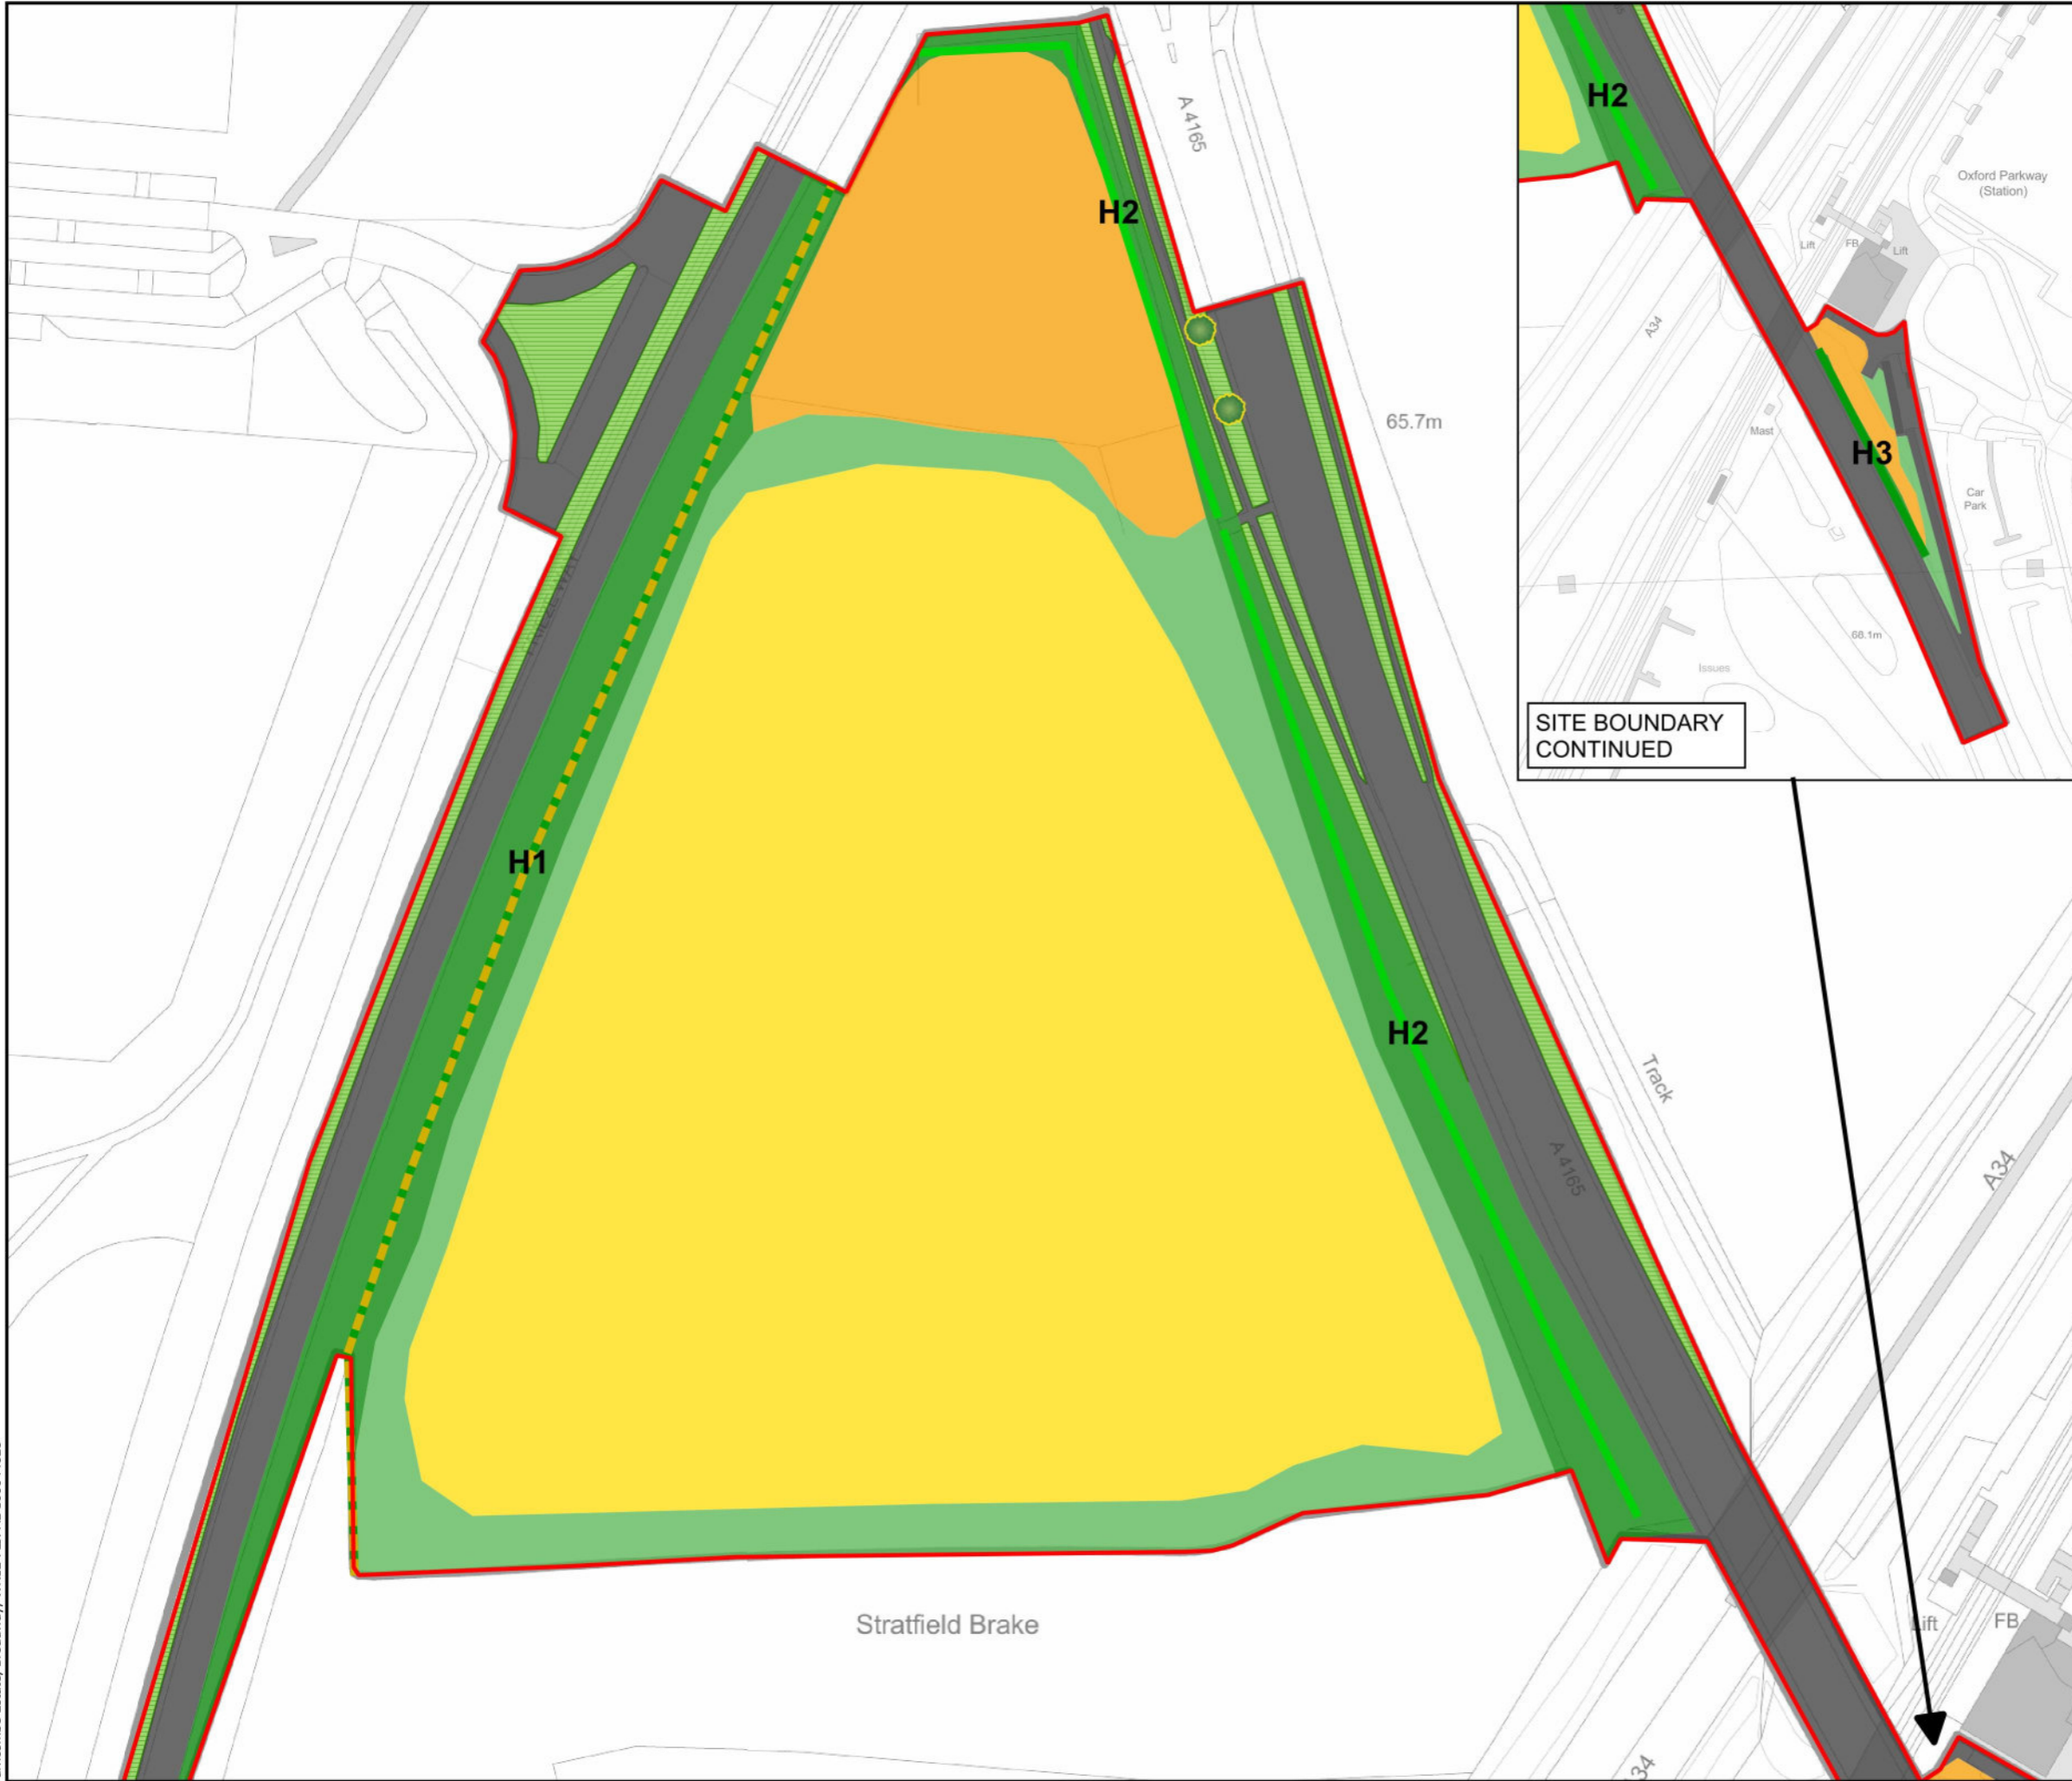 A 4165
H2
65.7m
H1
H2
Track
A 4165
A34
Stratfield Brake
Lift
FB
34
H2
Oxford Parkway
(Station)
Lift
FB
Lift
A34
Mast
H3
Car
Park
68.1m
Issues
SITE BOUNDARY
CONTINUED